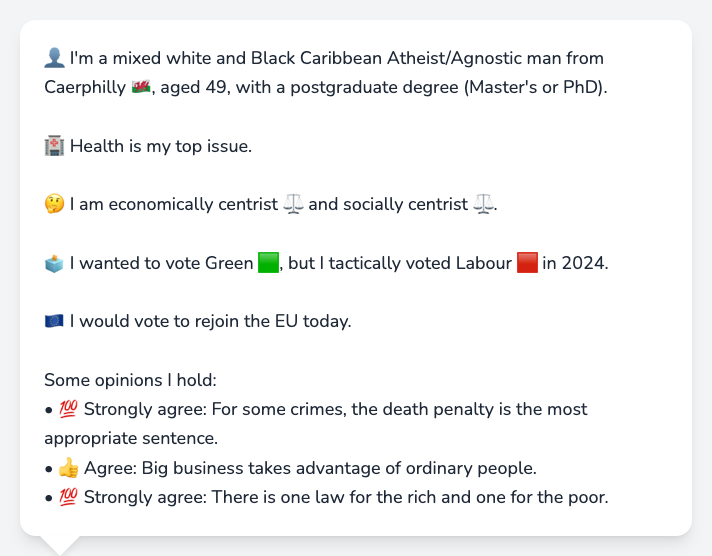 👤 I'm a mixed white and Black Caribbean Atheist/Agnostic man from
Caerphilly 🏴󠁧󠁢󠁷󠁬󠁳󠁿, aged 49, with a postgraduate degree (Master's or PhD).
🏥 Health is my top issue.
🤔 I am economically centrist ⚖️ and socially centrist ⚖️.
🗳️ I wanted to vote Green 🟩, but I tactically voted Labour 🟥 in 2024.
🇪🇺 I would vote to rejoin the EU today.
Some opinions I hold:
• 💯 Strongly agree: For some crimes, the death penalty is the most
appropriate sentence.
• 👍 Agree: Big business takes advantage of ordinary people.
• 💯 Strongly agree: There is one law for the rich and one for the poor.